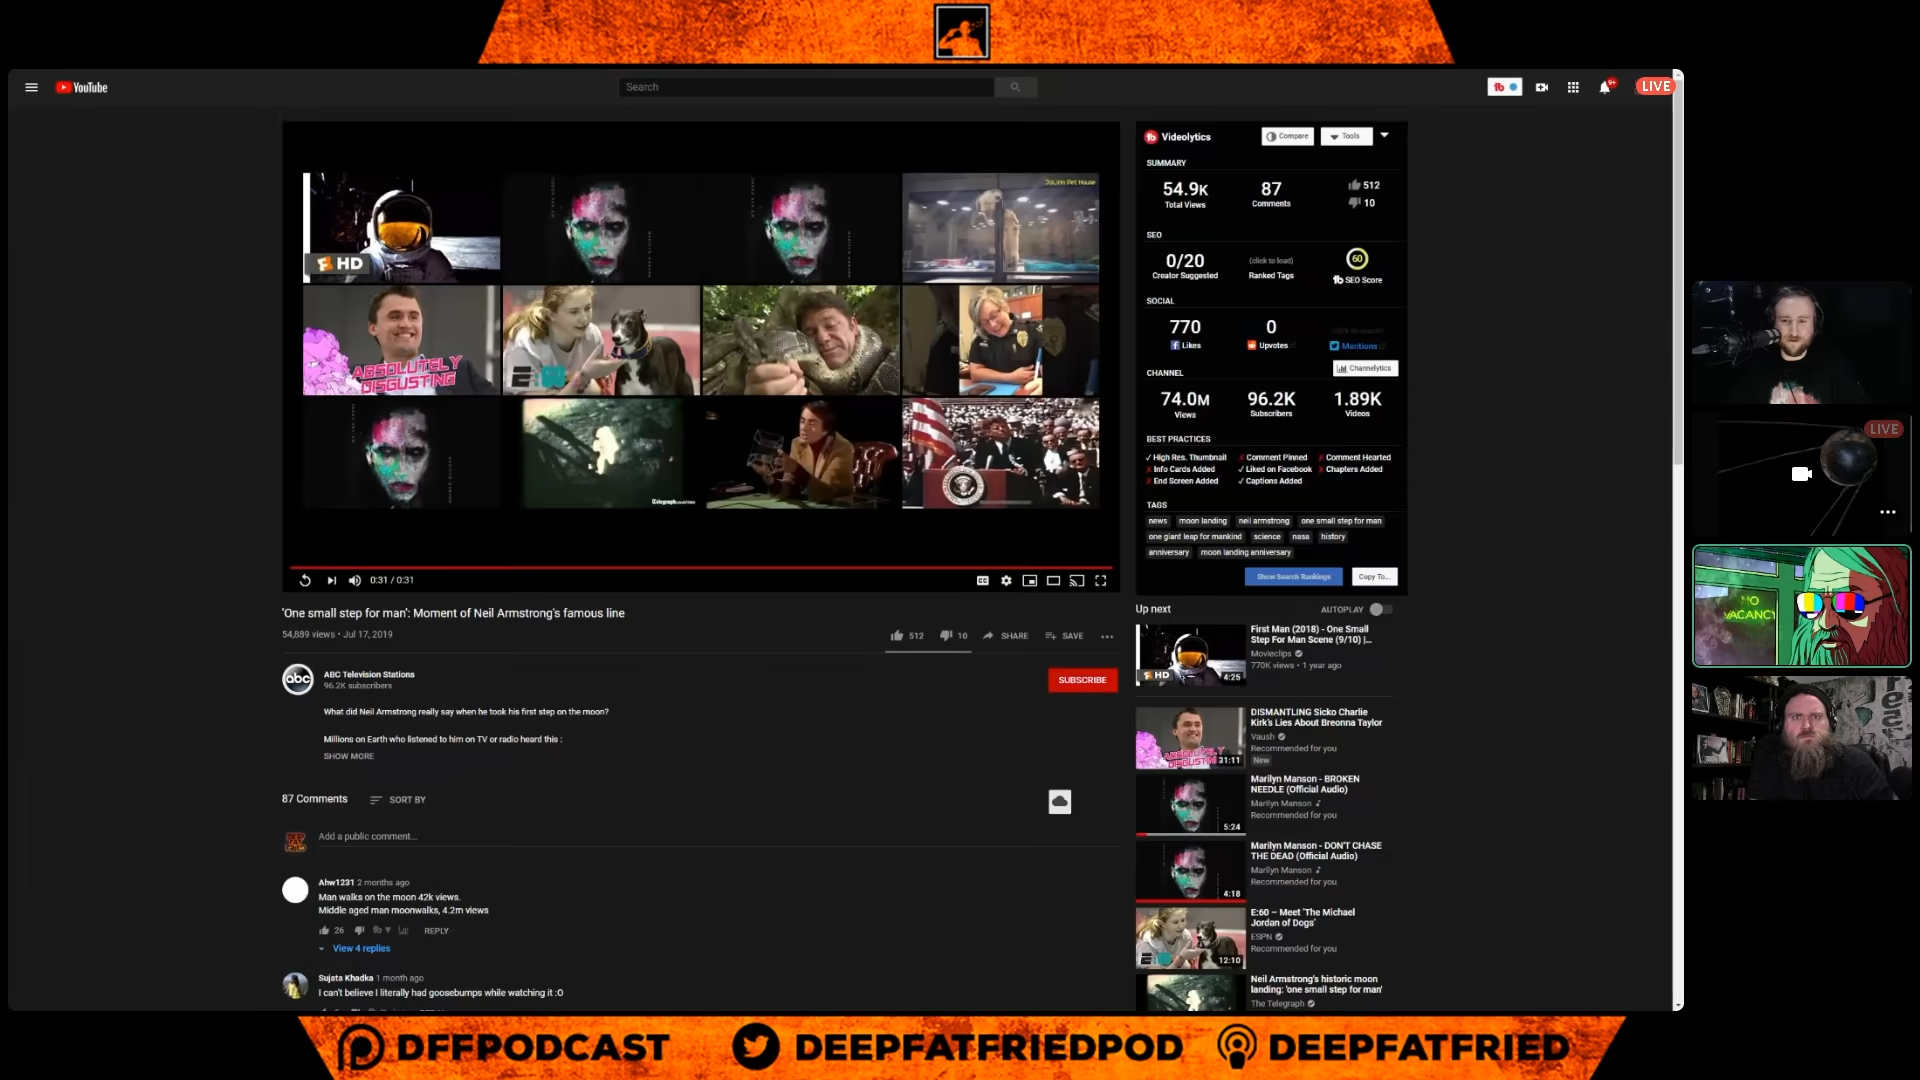 YouTube
Search
LIVE
9+
HD
JoLinn Pet House
ABSOLUTELY
DISGUSTING
E:60
Telegraph.co.uk/video
0:31 / 0:31
'One small step for man': Moment of Neil Armstrong's famous line
54,889 views • Jul 17, 2019
512
10
SHARE
SAVE
abc
ABC Television Stations
96.2K subscribers
SUBSCRIBE
What did Neil Armstrong really say when he took his first step on the moon?
Millions on Earth who listened to him on TV or radio heard this :
SHOW MORE
87 Comments
SORT BY
Add a public comment...
Ahw1231 2 months ago
Man walks on the moon 42k views.
Middle aged man moonwalks, 4.2m views
26
REPLY
View 4 replies
Sujata Khadka 1 month ago
I can't believe I literally had goosebumps while watching it :O
Videolytics
Compare
Tools
SUMMARY
54.9K
Total Views
87
Comments
512
10
SEO
0/20
Creator Suggested
(click to load)
Ranked Tags
60
SEO Score
SOCIAL
770
Likes
0
Upvotes
Mentions
CHANNEL
Channelytics
74.0M
Views
96.2K
Subscribers
1.89K
Videos
BEST PRACTICES
✓ High Res. Thumbnail
✗ Comment Pinned
✗ Comment Hearted
✗ Info Cards Added
✓ Liked on Facebook
✗ Chapters Added
✗ End Screen Added
✓ Captions Added
TAGS
news
moon landing
neil armstrong
one small step for man
one giant leap for mankind
science
nasa
history
anniversary
moon landing anniversary
Show Search Rankings
Copy To...
Up next
AUTOPLAY
First Man (2018) - One Small
Step For Man Scene (9/10) |...
Movieclips
770K views • 1 year ago
HD
4:25
DISMANTLING Sicko Charlie
Kirk's Lies About Breonna Taylor
Vaush
Recommended for you
New
31:11
Marilyn Manson - BROKEN
NEEDLE (Official Audio)
Marilyn Manson
Recommended for you
5:24
Marilyn Manson - DON'T CHASE
THE DEAD (Official Audio)
Marilyn Manson
Recommended for you
4:18
E:60 – Meet 'The Michael
Jordan of Dogs'
ESPN
Recommended for you
12:10
Neil Armstrong's historic moon
landing: 'one small step for man'
The Telegraph
LIVE
NO
VACANCY
DFFPODCAST
DEEPFATFRIEDPOD
DEEPFATFRIED